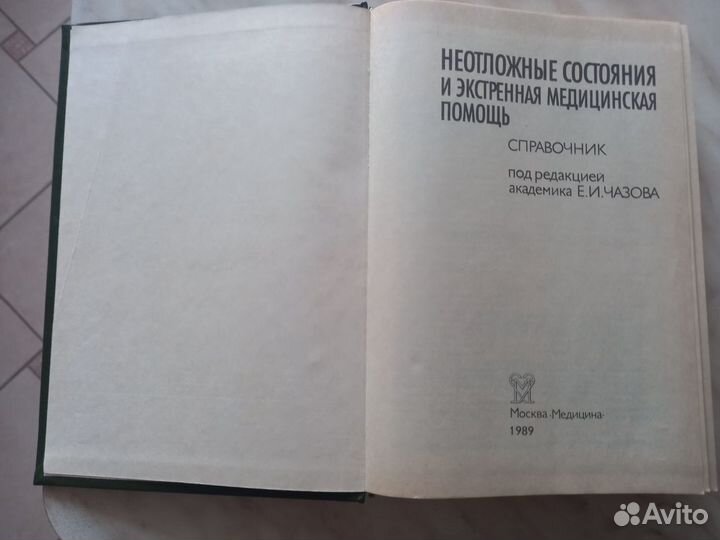 НЕОТЛОЖНЫЕ СОСТОЯНИЯ
И ЭКСТРЕННАЯ МЕДИЦИНСКАЯ
ПОМОЩЬ
СПРАВОЧНИК
под редакцией
академика Е.И.ЧАЗОВА
Москва ·Медицина·
1989
Avito